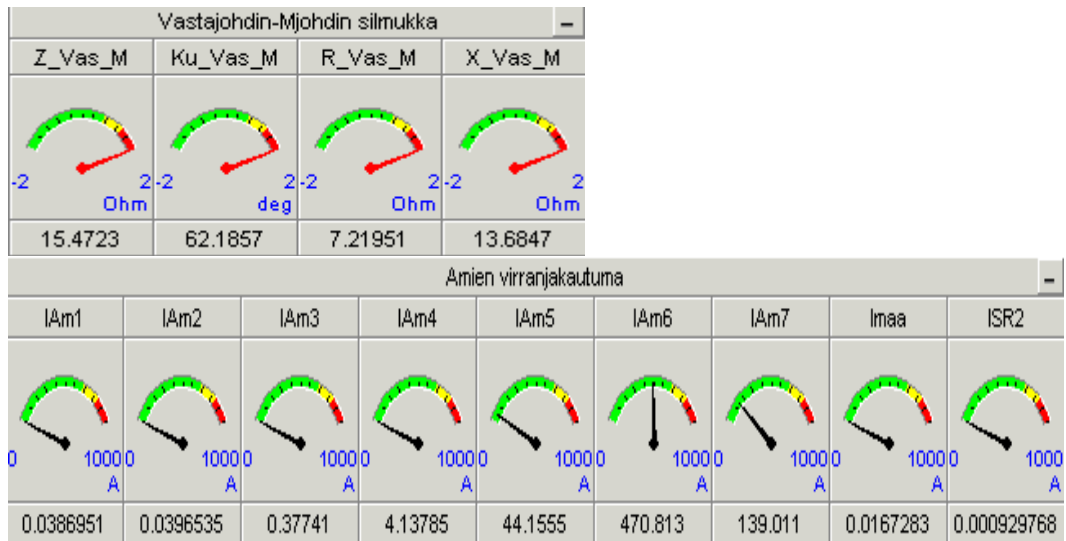 Vastajohdin-Mjohdin silmukka
Z_Vas_M Ku_Vas_M R_Vas_M X_Vas_M
-2 2 -2 2 -2 2 -2 2
Ohm deg Ohm Ohm
15.4723 62.1857 7.21951 13.6847
Amien virranjakautuma
IAm1 IAm2 IAm3 IAm4 IAm5 IAm6 IAm7 Imaa ISR2
0 1000 0 1000 0 1000 0 1000 0 1000 0 1000 0 1000 0 1000 0 1000
A A A A A A A A A
0.0386951 0.0396535 0.37741 4.13785 44.1555 470.813 139.011 0.0167283 0.000929768